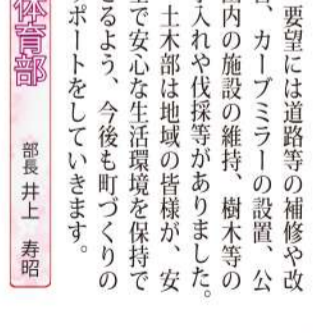 要望には道路等の補修や改
、カーブミラーの設置、公
園内の施設の維持、樹木等の
手入れや伐採等がありました。
土木部は地域の皆様が、安
全で安心な生活環境を保持で
きるよう、今後も町づくりの
サポートをしていきます。
体育部
部長 井上 寿昭